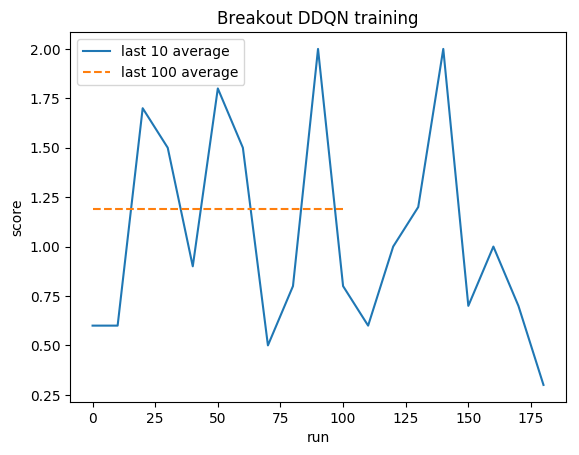 Breakout DDQN training
last 10 average
last 100 average
score
2.00
1.75
1.50
1.25
1.00
0.75
0.50
0.25
0 25 50 75 100 125 150 175
run